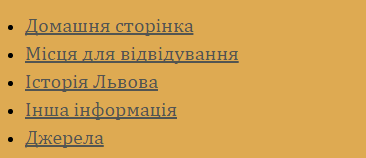 Домашня сторінка
Місця для відвідування
Історія Львова
Інша інформація
Джерела